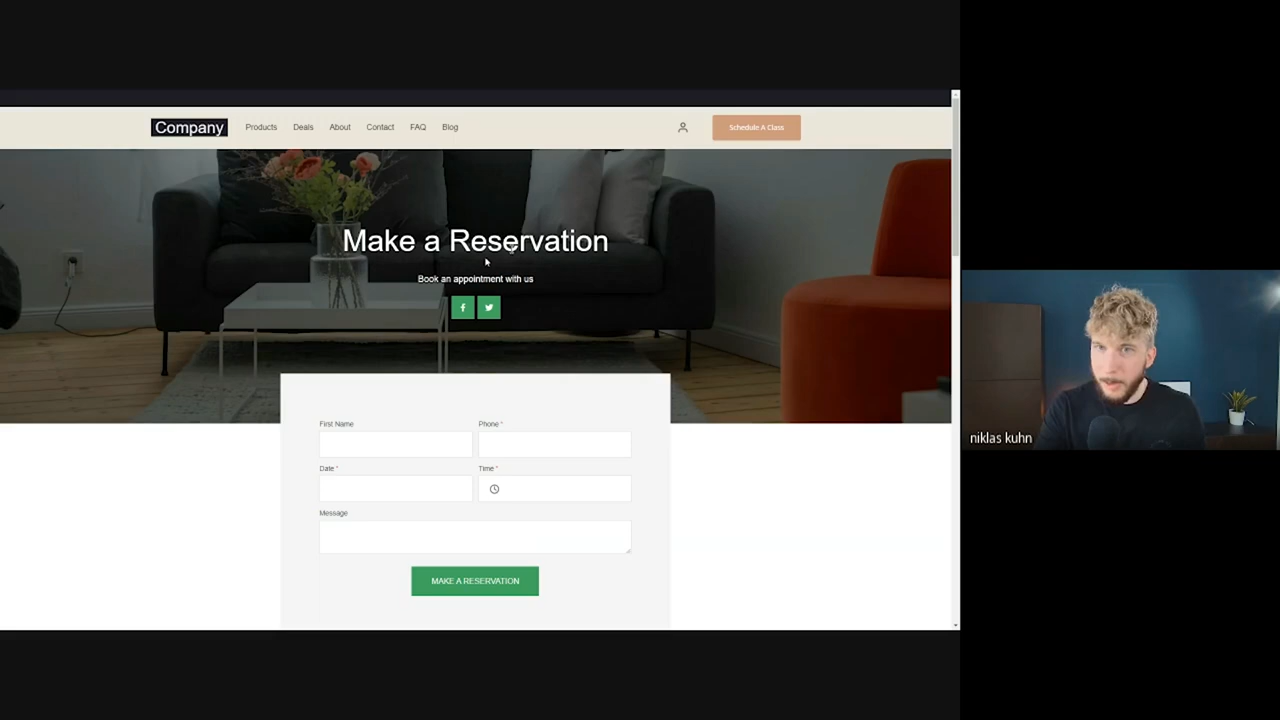 Company Products Deals About Contact FAQ Blog Schedule A Class
Make a Reservation
Book an appointment with us
First Name Phone *
Date * Time *
Message
MAKE A RESERVATION
niklas kuhn